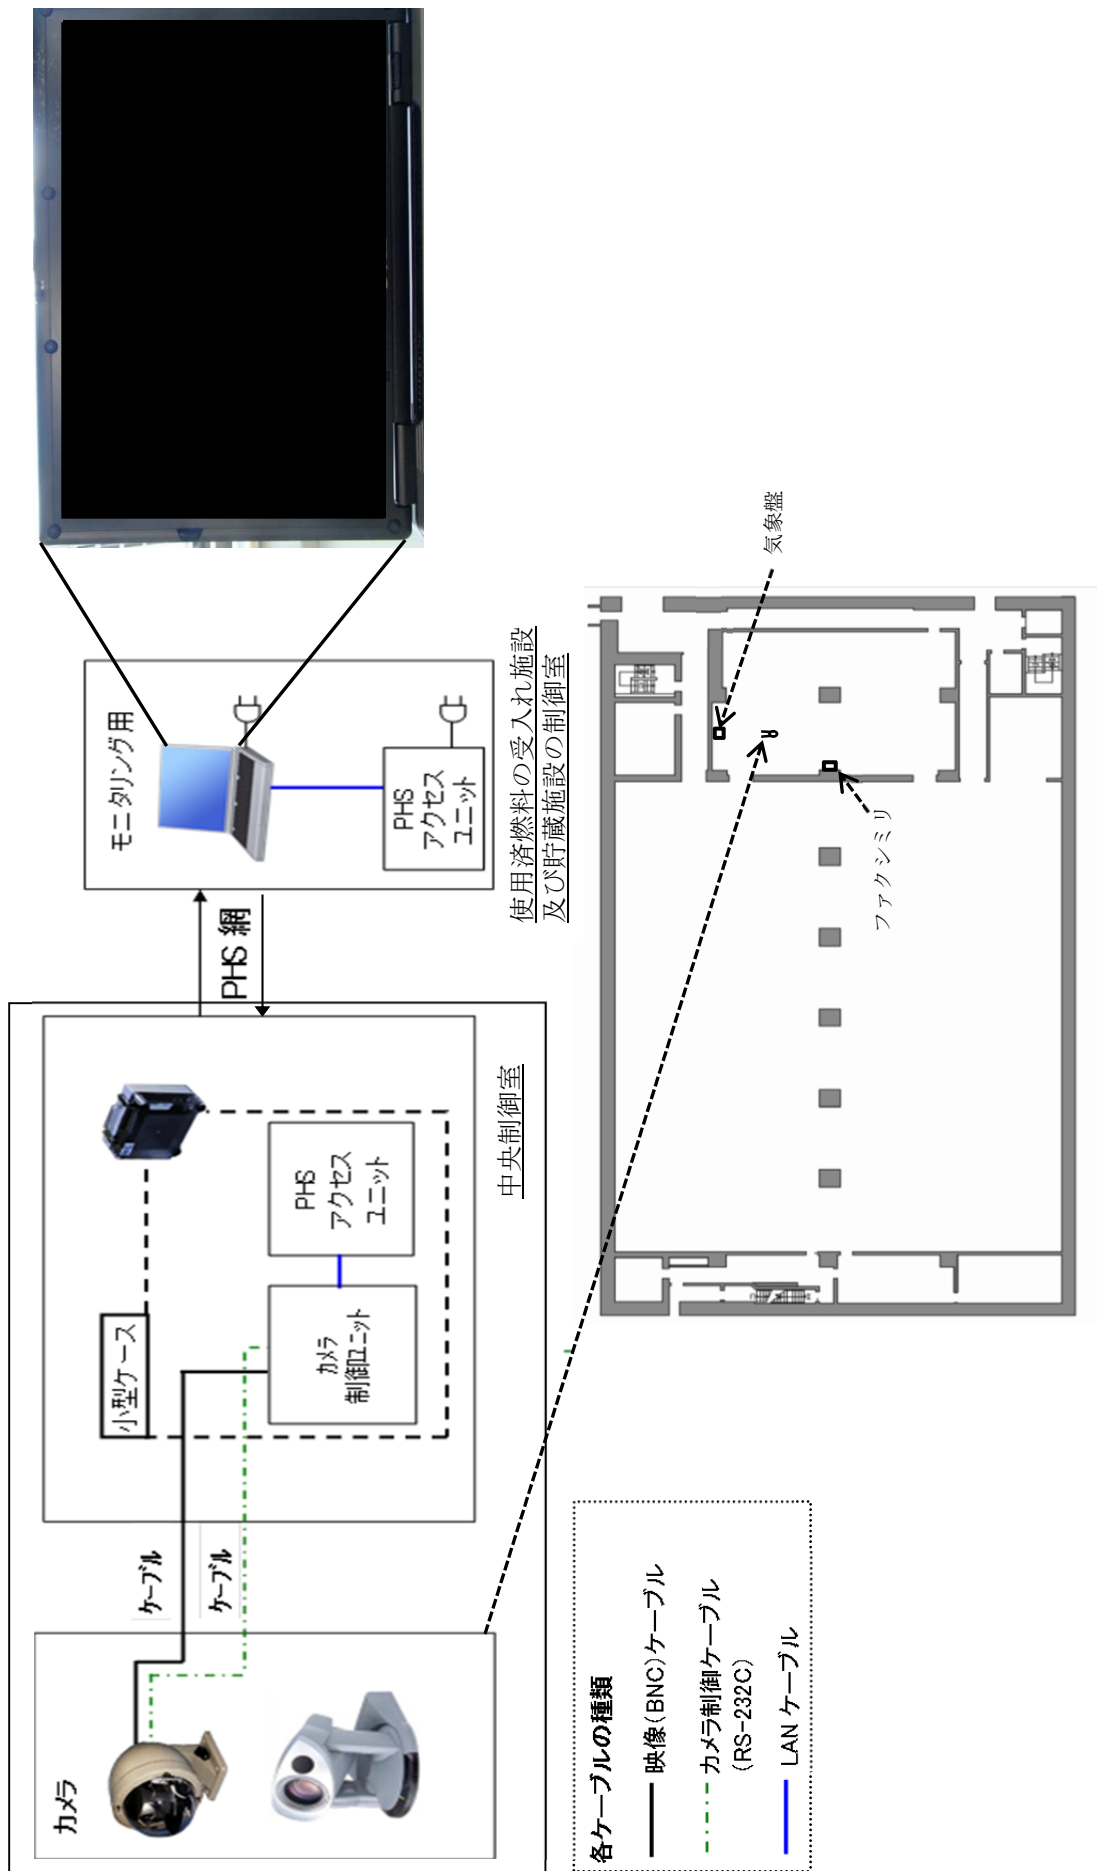 カメラ
ケーブル
ケーブル
小型ケース
カメラ
制御ユニット
PHS
アクセス
ユニット
中央制御室
PHS 網
モニタリング用
PHS
アクセス
ユニット
使用済燃料の受入れ施設
及び貯蔵施設の制御室
各ケーブルの種類
映像(BNC)ケーブル
カメラ制御ケーブル
(RS-232C)
LAN ケーブル
ファクシミリ
気象盤